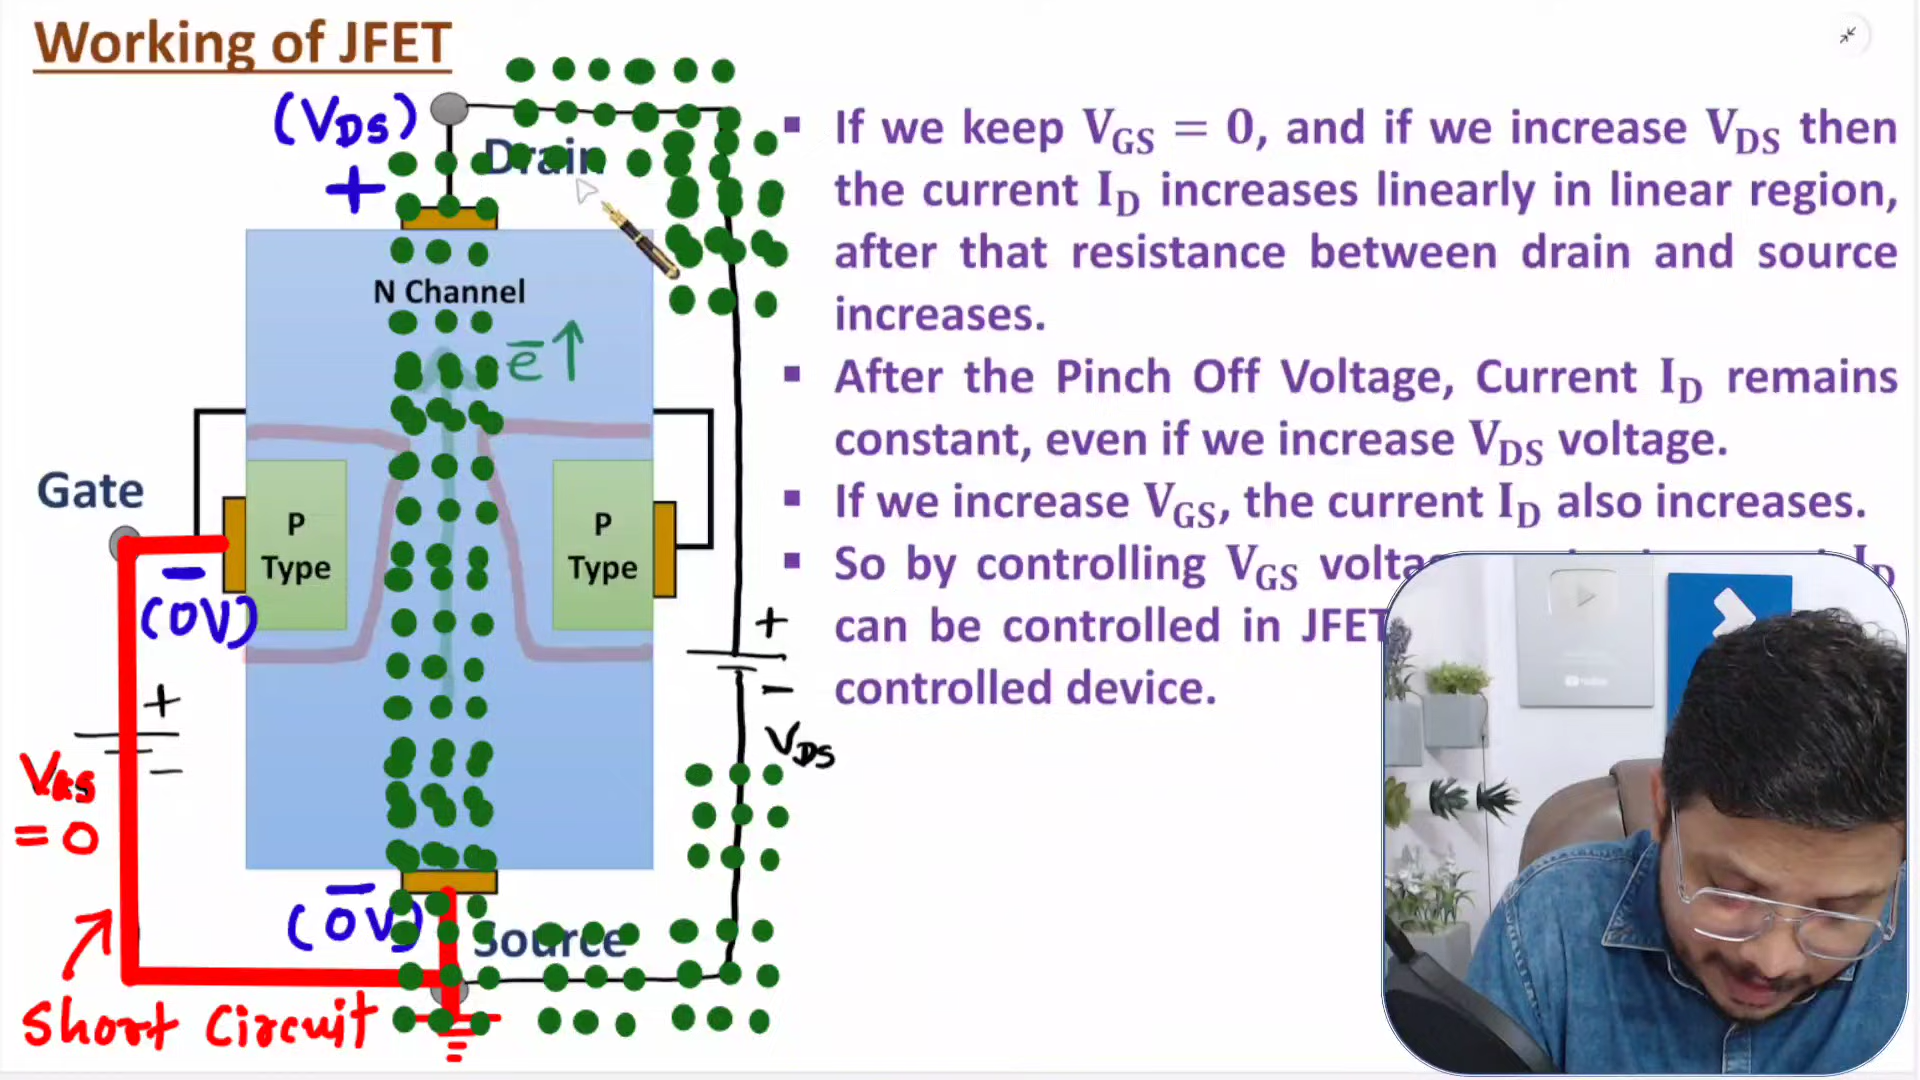 Working of JFET
(VDS)
+
Drain
N Channel
e̅ ↑
Gate
P
Type
P
Type
−
(0V)
+
−
VGS
= 0
+
−
VDS
(0V)
−
Source
Short Circuit
▪ If we keep VGS = 0, and if we increase VDS then
the current ID increases linearly in linear region,
after that resistance between drain and source
increases.
▪ After the Pinch Off Voltage, Current ID remains
constant, even if we increase VDS voltage.
▪ If we increase VGS, the current ID also increases.
▪ So by controlling VGS ID
can be controlled in JFET
controlled device.